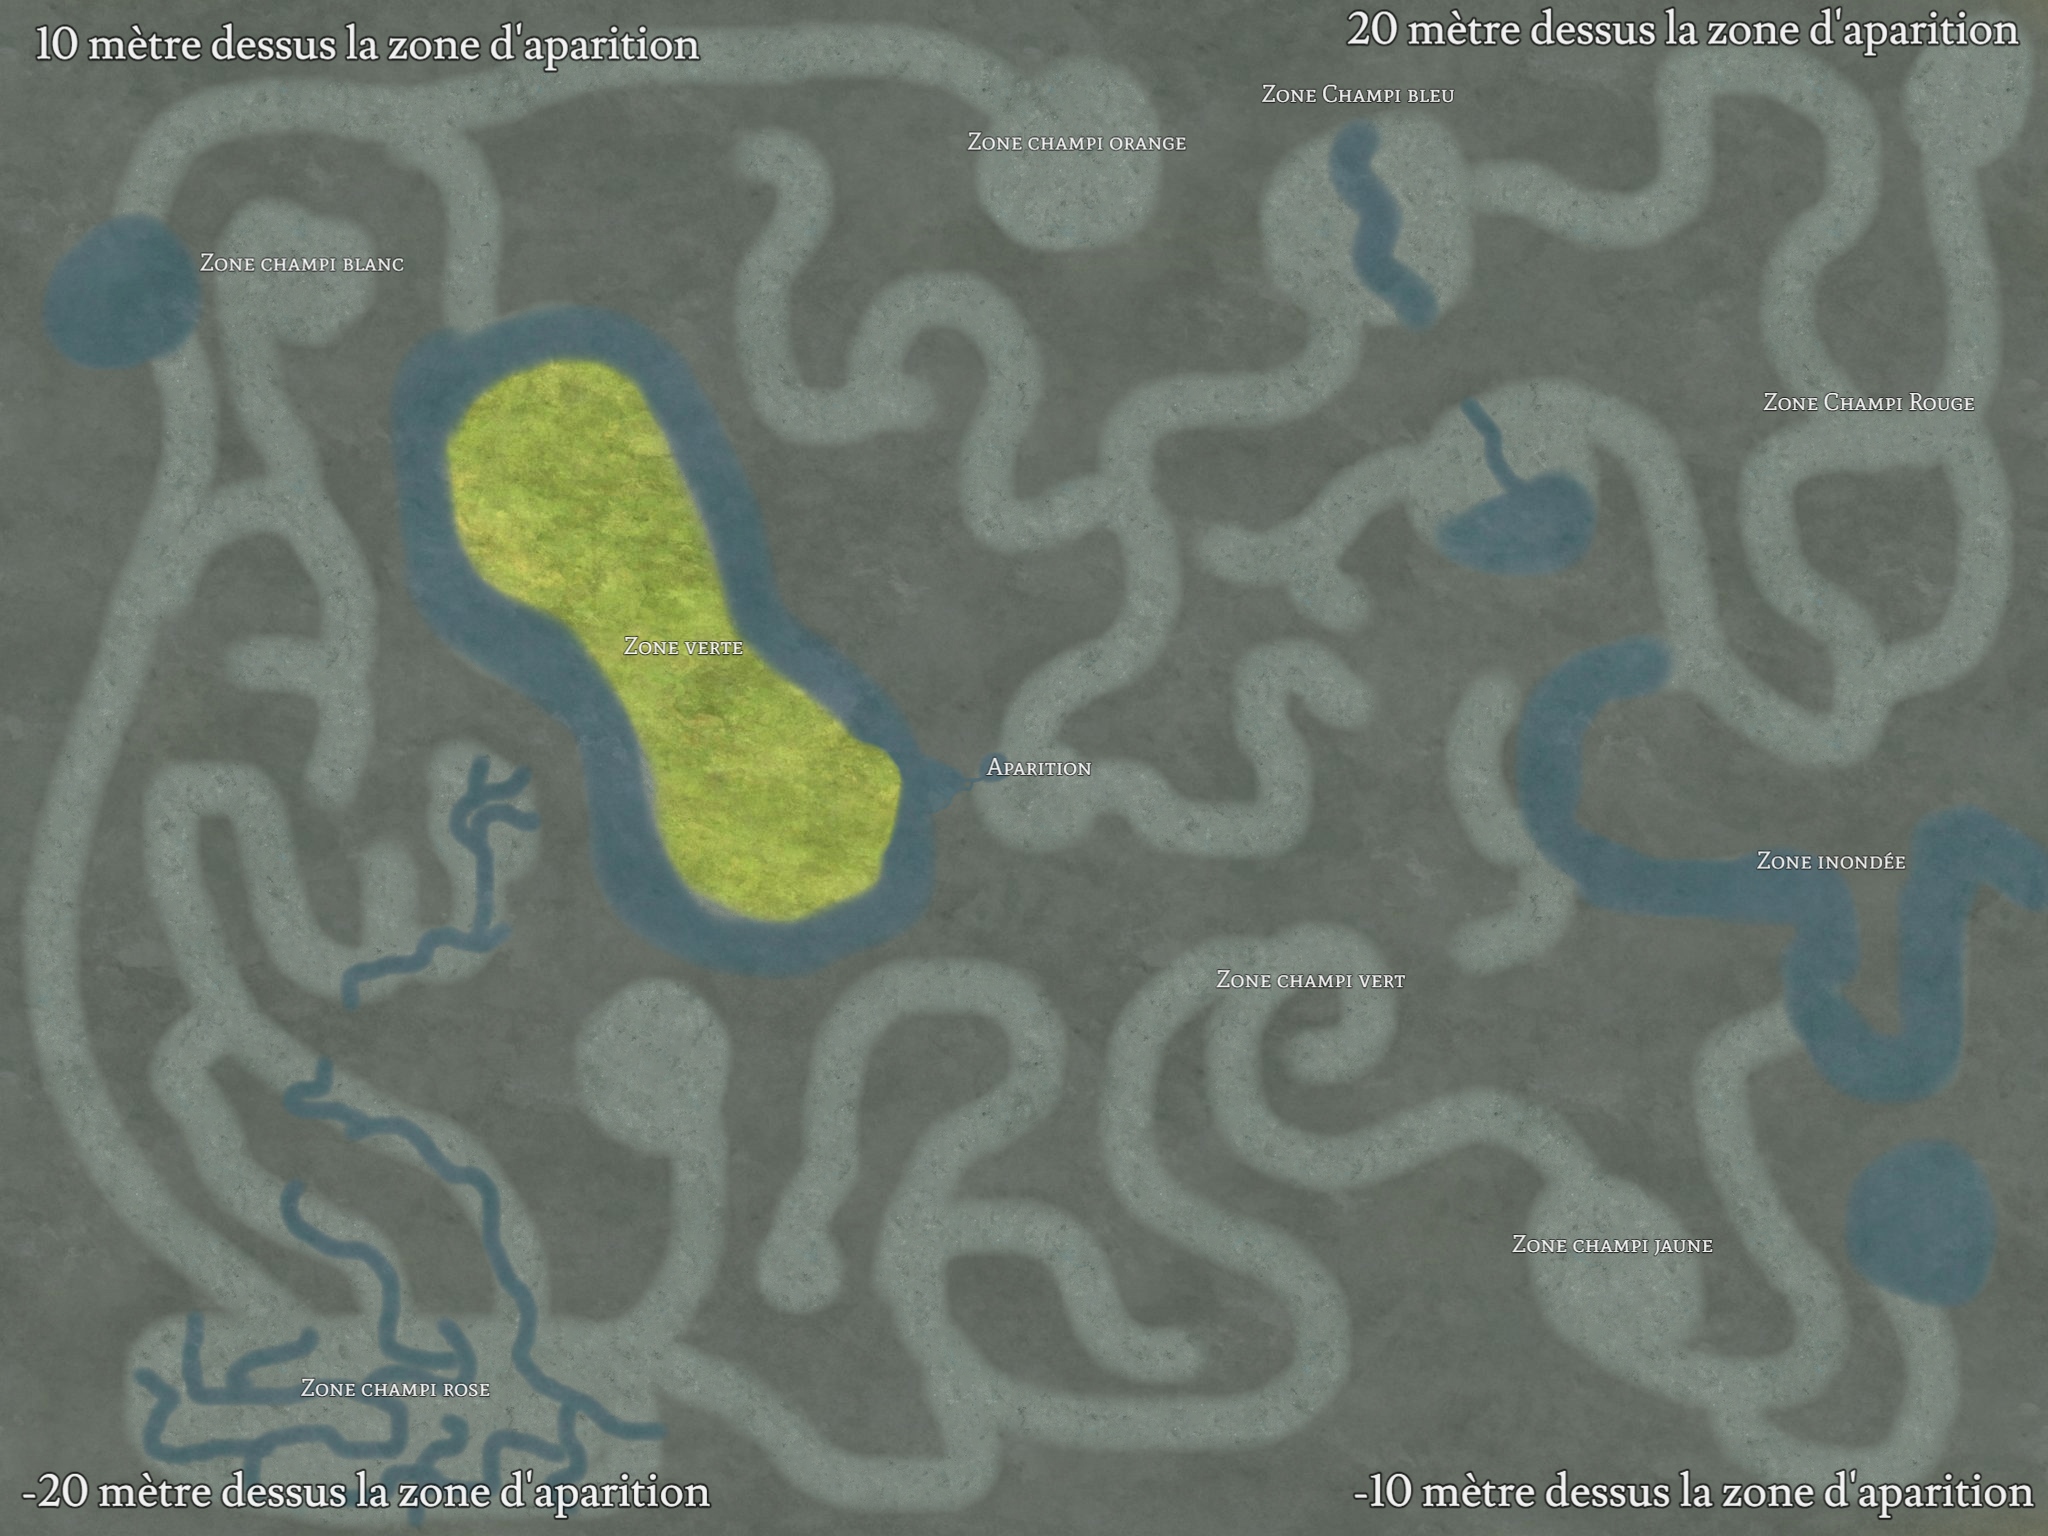 10 mètre dessus la zone d'aparition
20 mètre dessus la zone d'aparition
Zone Champi bleu
Zone champi orange
Zone champi blanc
Zone Champi Rouge
Zone verte
Aparition
Zone inondée
Zone champi vert
Zone champi jaune
Zone champi rose
-20 mètre dessus la zone d'aparition
-10 mètre dessus la zone d'aparition